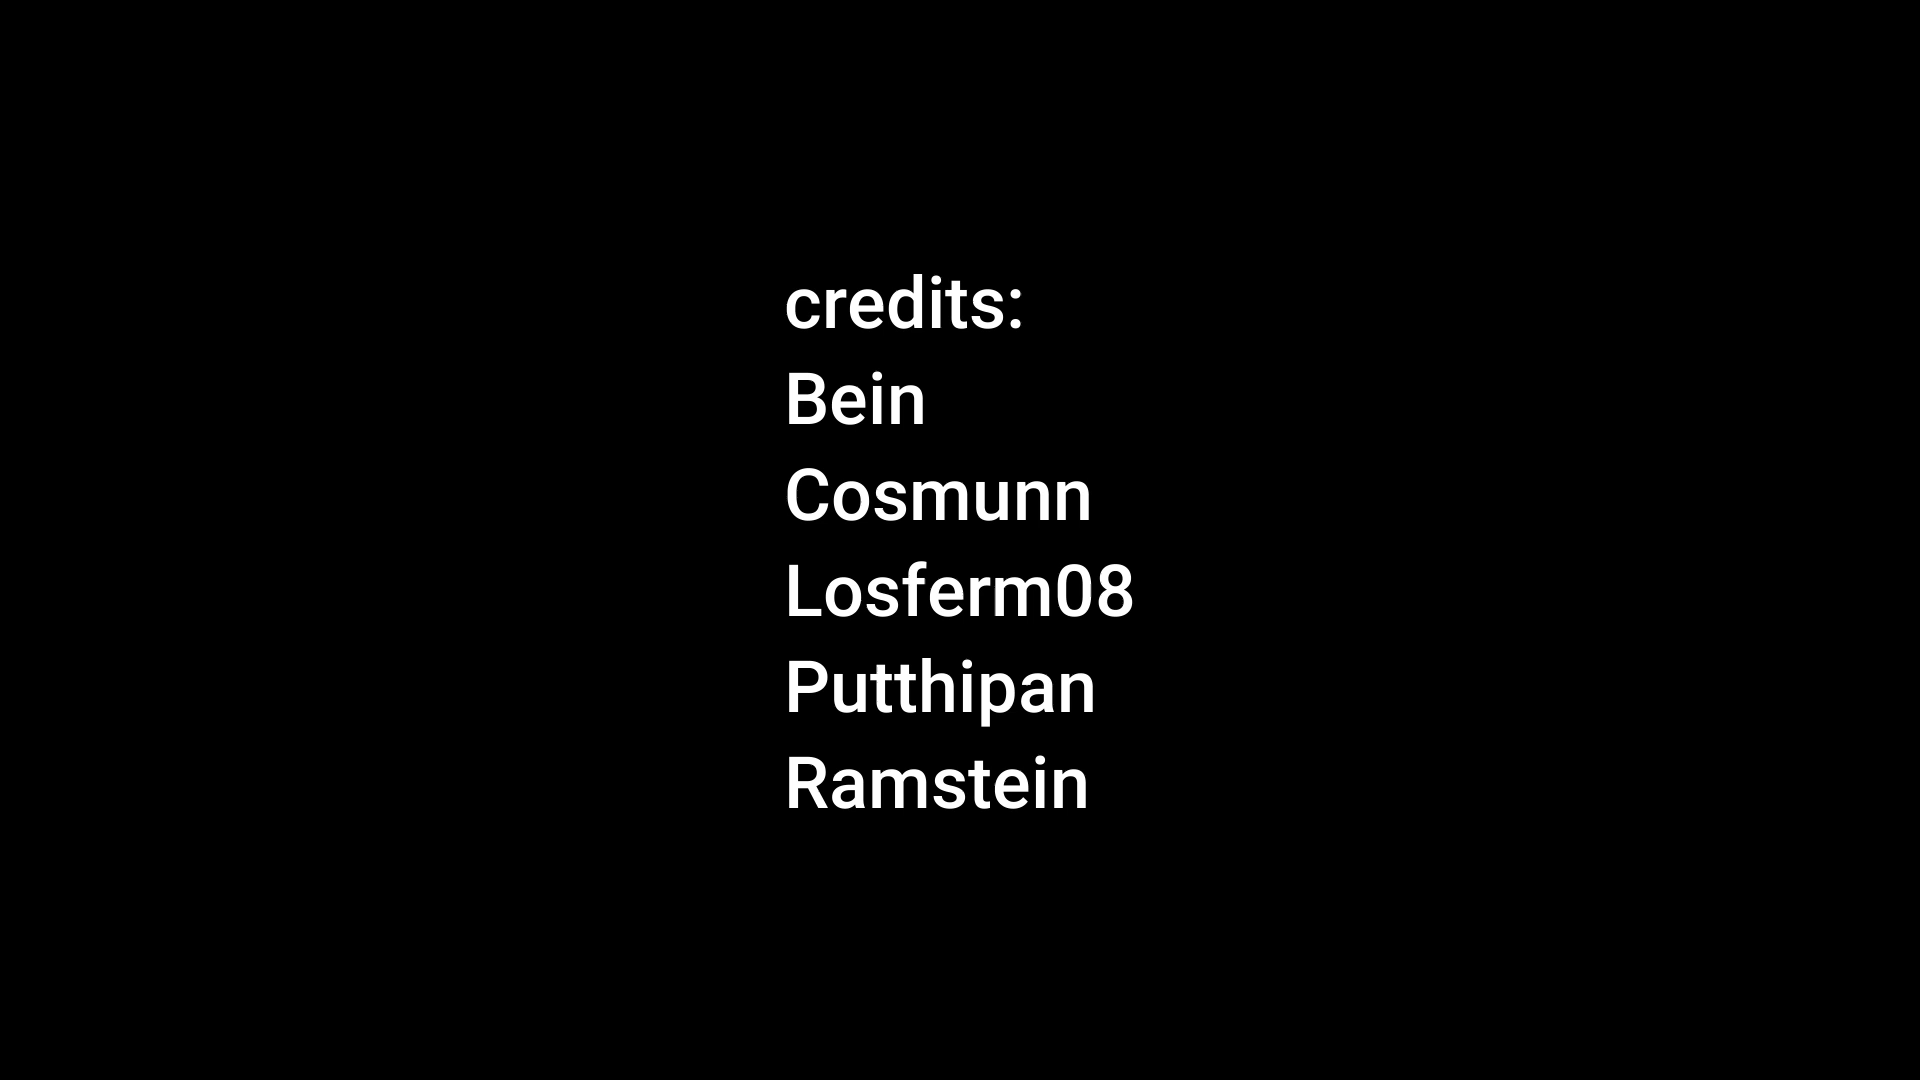 credits:
Bein
Cosmunn
Losferm08
Putthipan
Ramstein